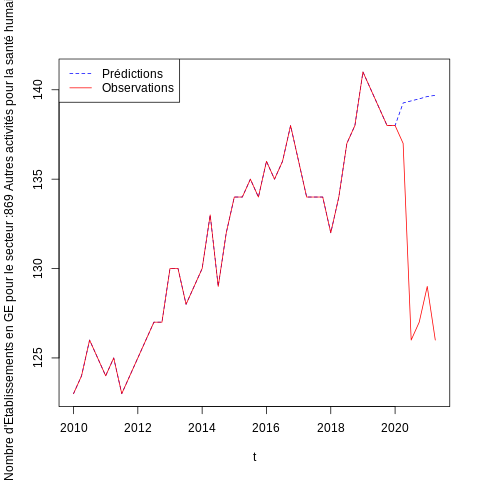 Prédictions
Observations
Nombre d'Etablissements en GE pour le secteur :869 Autres activités pour la santé
140
135
130
125
2010
2012
2014
2016
2018
2020
t